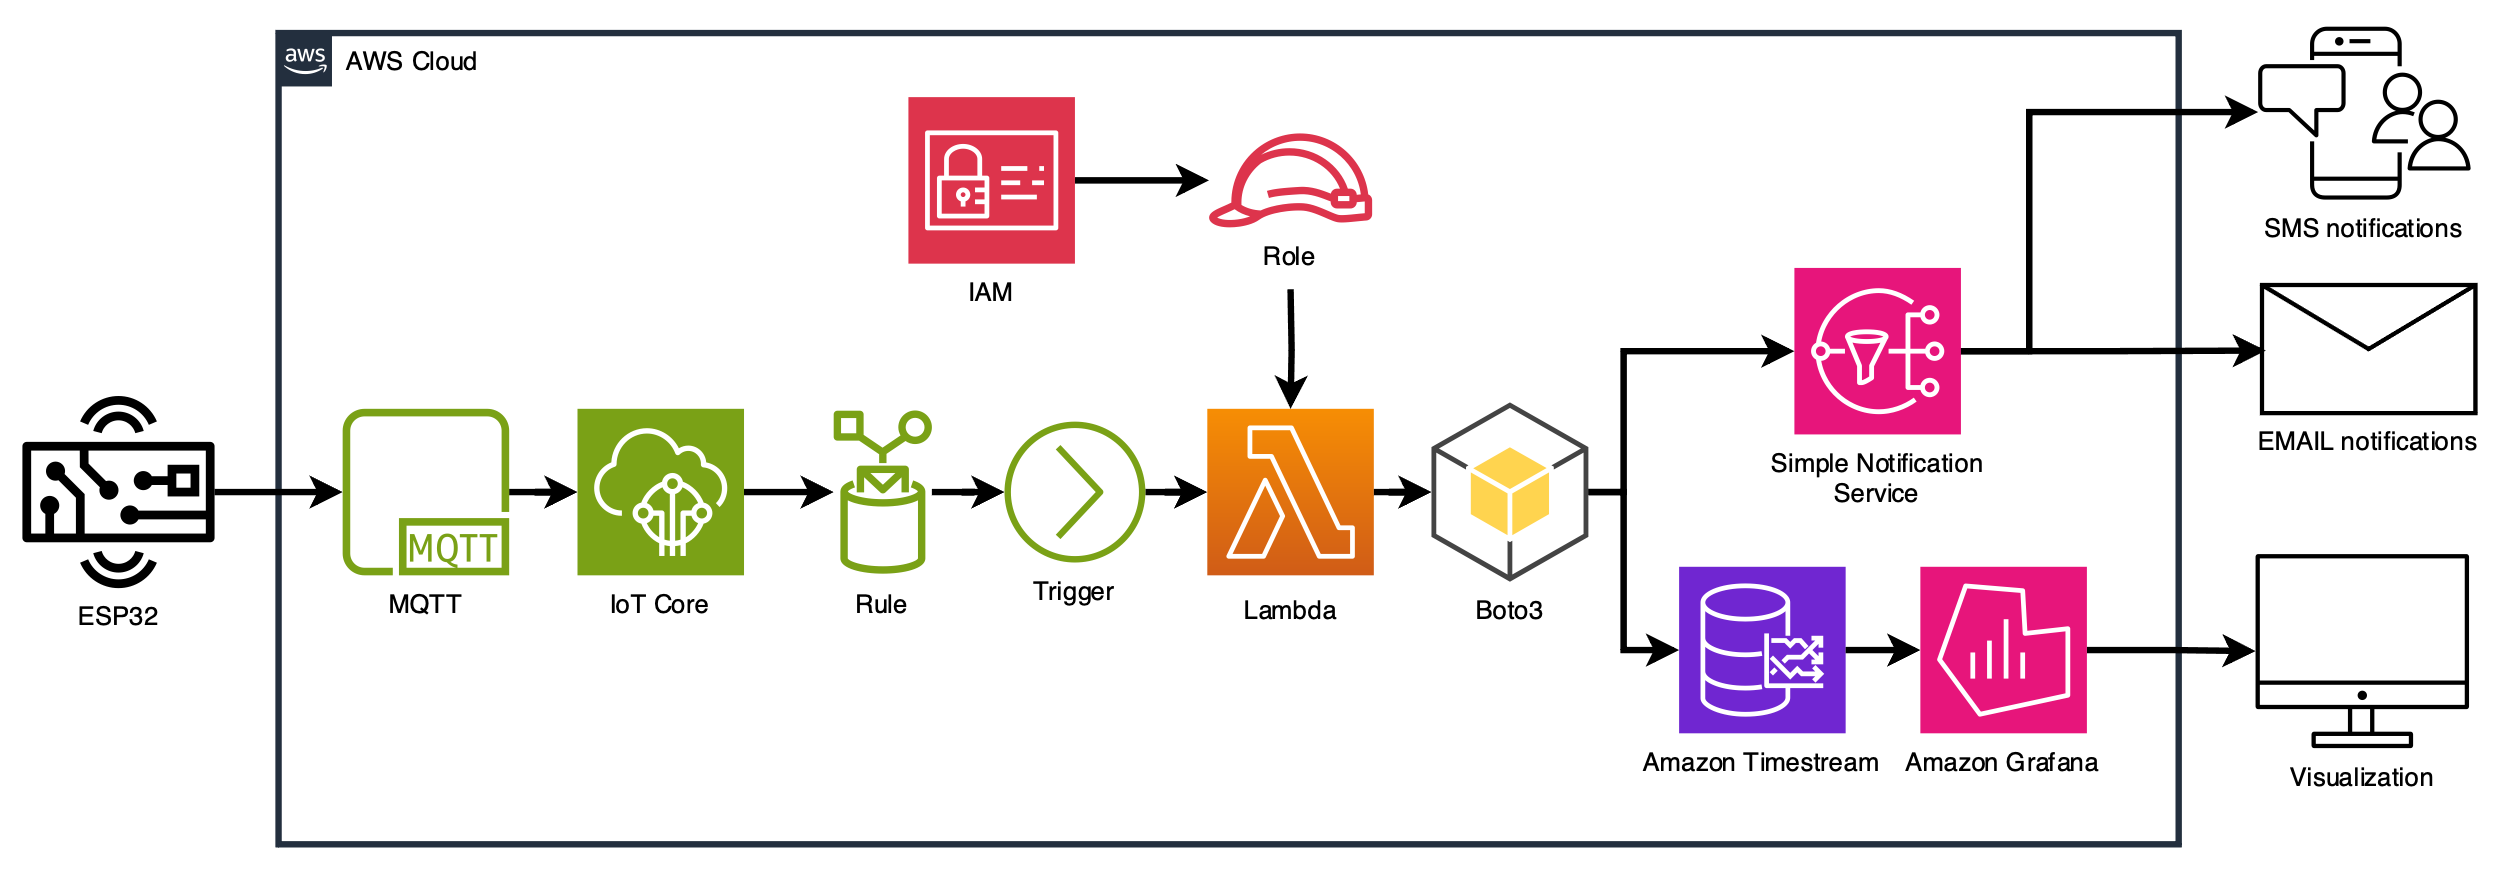 aws
AWS Cloud
IAM
Role
SMS notifications
EMAIL notifications
Simple Notification
Service
MQTT
ESP32
MQTT
IoT Core
Rule
Trigger
Lambda
Boto3
Amazon Timestream
Amazon Grafana
Visualization